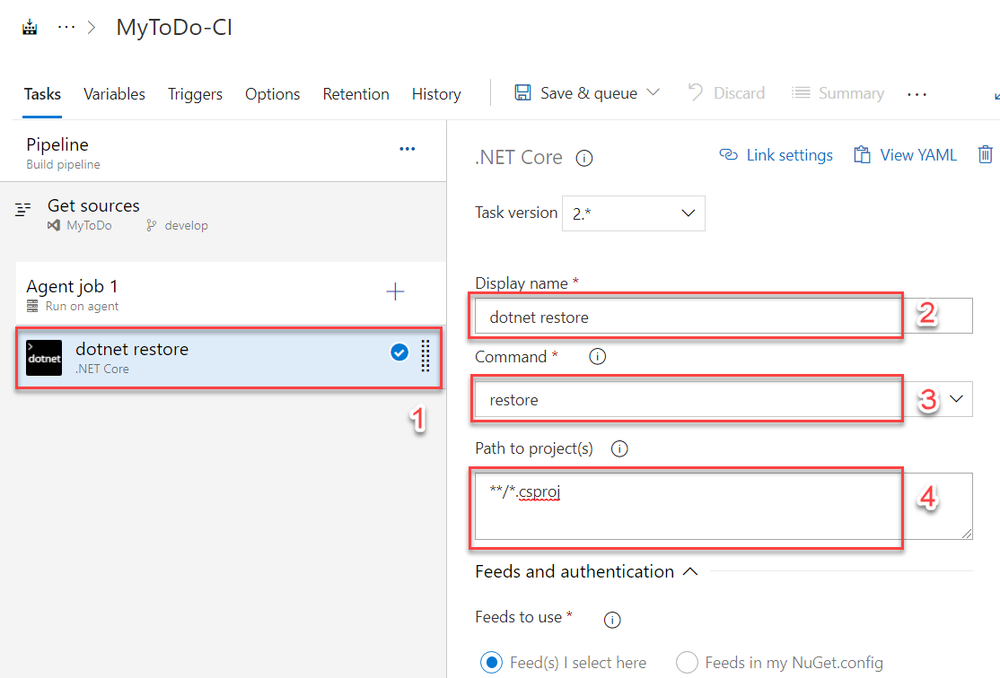 ··· > MyToDo-CI
Tasks Variables Triggers Options Retention History Save & queue Discard Summary ...
Pipeline
Build pipeline
.NET Core Link settings View YAML
Get sources
MyToDo develop
Task version 2.*
Agent job 1
Run on agent
Display name *
dotnet restore 2
dotnet
dotnet restore
.NET Core
1
Command *
restore 3
Path to project(s)
**/*.csproj 4
Feeds and authentication
Feeds to use *
Feed(s) I select here Feeds in my NuGet.config